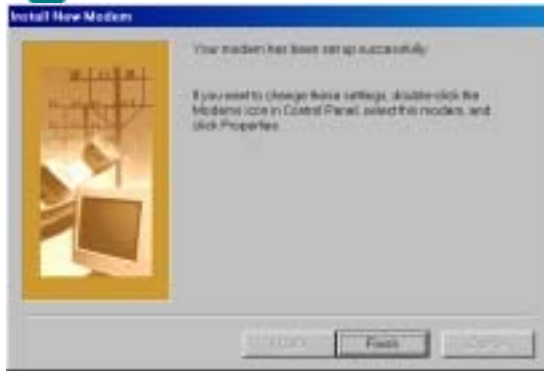 Install New Modem
Your modem has been set up successfully.
If you want to change these settings, double-click the
Modems icon in Control Panel, select this modem, and
click Properties.
Finish